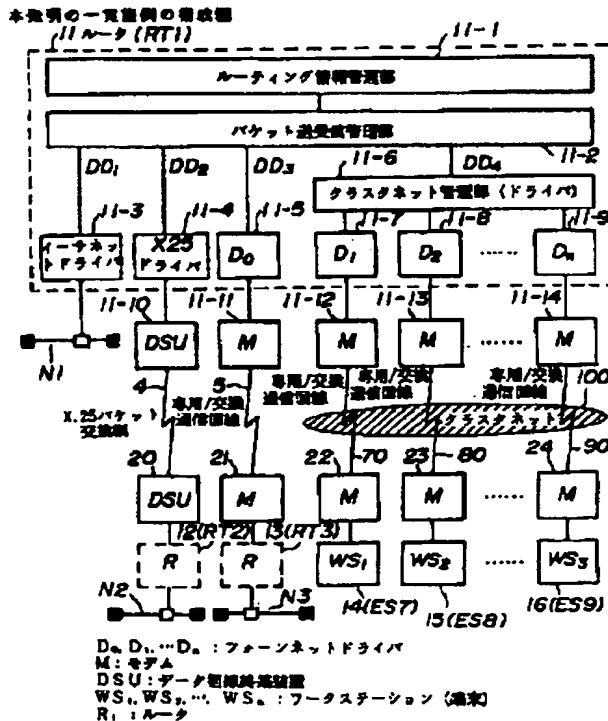 本発明の一実施例の構成図
11 ルータ(RT1)
11-1
ルーティング情報管理部
パケット送受信管理部
DD1
DD2
DD3
11-6
DD4
11-2
クラスタネット管理部(ドライバ)
11-3
11-4
11-5
11-7
11-8
11-9
イーサネットドライバ
X25ドライバ
D0
D1
D2
……
Dn
11-10
11-11
11-12
11-13
11-14
DSU
M
M
M
……
M
N1
4
5
専用/交換通信回線
専用/交換通信回線
専用/交換通信回線
専用/交換通信回線
100
X.25パケット交換網
クラスタネット
20
21
22
70
23
80
24
90
DSU
M
M
M
……
M
12(RT2)
13(RT3)
R
R
WS1
WS2
……
WS3
N2
N3
14(ES7)
15(ES8)
16(ES9)
D0, D1, …Dn : フォーンネットドライバ
M : モデム
DSU : データ回線終端装置
WS1, WS2, …, WSn : ワークステーション (端末)
R1 : ルータ